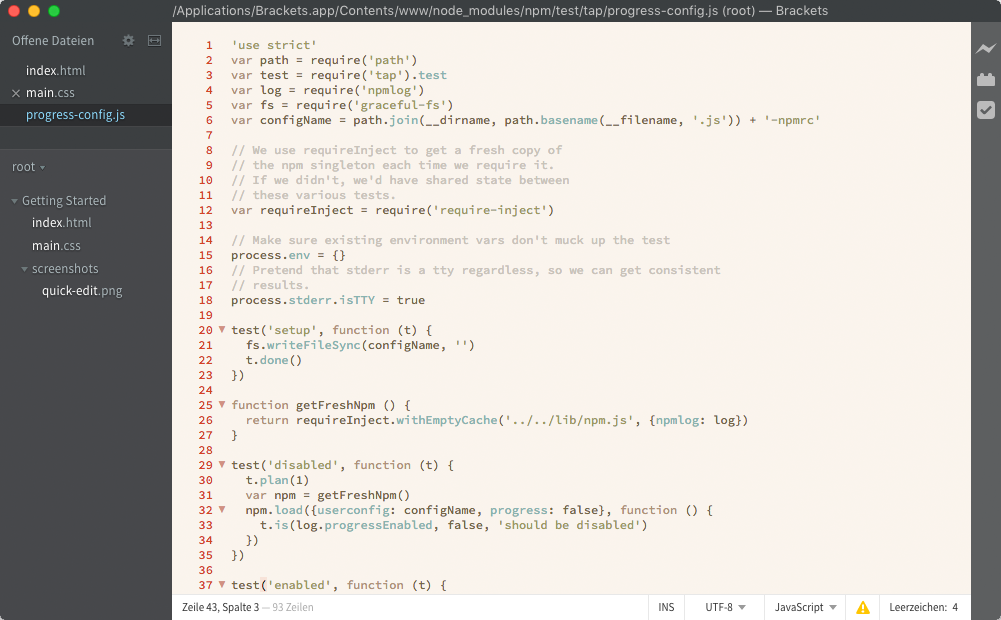 /Applications/Brackets.app/Contents/www/node_modules/npm/test/tap/progress-config.js (root) — Brackets
Offene Dateien
index.html
main.css
progress-config.js
root
Getting Started
index.html
main.css
screenshots
quick-edit.png
1 'use strict'
2 var path = require('path')
3 var test = require('tap').test
4 var log = require('npmlog')
5 var fs = require('graceful-fs')
6 var configName = path.join(__dirname, path.basename(__filename, '.js')) + '-npmrc'
7
8 // We use requireInject to get a fresh copy of
9 // the npm singleton each time we require it.
10 // If we didn't, we'd have shared state between
11 // these various tests.
12 var requireInject = require('require-inject')
13
14 // Make sure existing environment vars don't muck up the test
15 process.env = {}
16 // Pretend that stderr is a tty regardless, so we can get consistent
17 // results.
18 process.stderr.isTTY = true
19
20 test('setup', function (t) {
21 fs.writeFileSync(configName, '')
22 t.done()
23 })
24
25 function getFreshNpm () {
26 return requireInject.withEmptyCache('../../lib/npm.js', {npmlog: log})
27 }
28
29 test('disabled', function (t) {
30 t.plan(1)
31 var npm = getFreshNpm()
32 npm.load({userconfig: configName, progress: false}, function () {
33 t.is(log.progressEnabled, false, 'should be disabled')
34 })
35 })
36
37 test('enabled', function (t) {
Zeile 43, Spalte 3 — 93 Zeilen
INS
UTF-8
JavaScript
Leerzeichen: 4